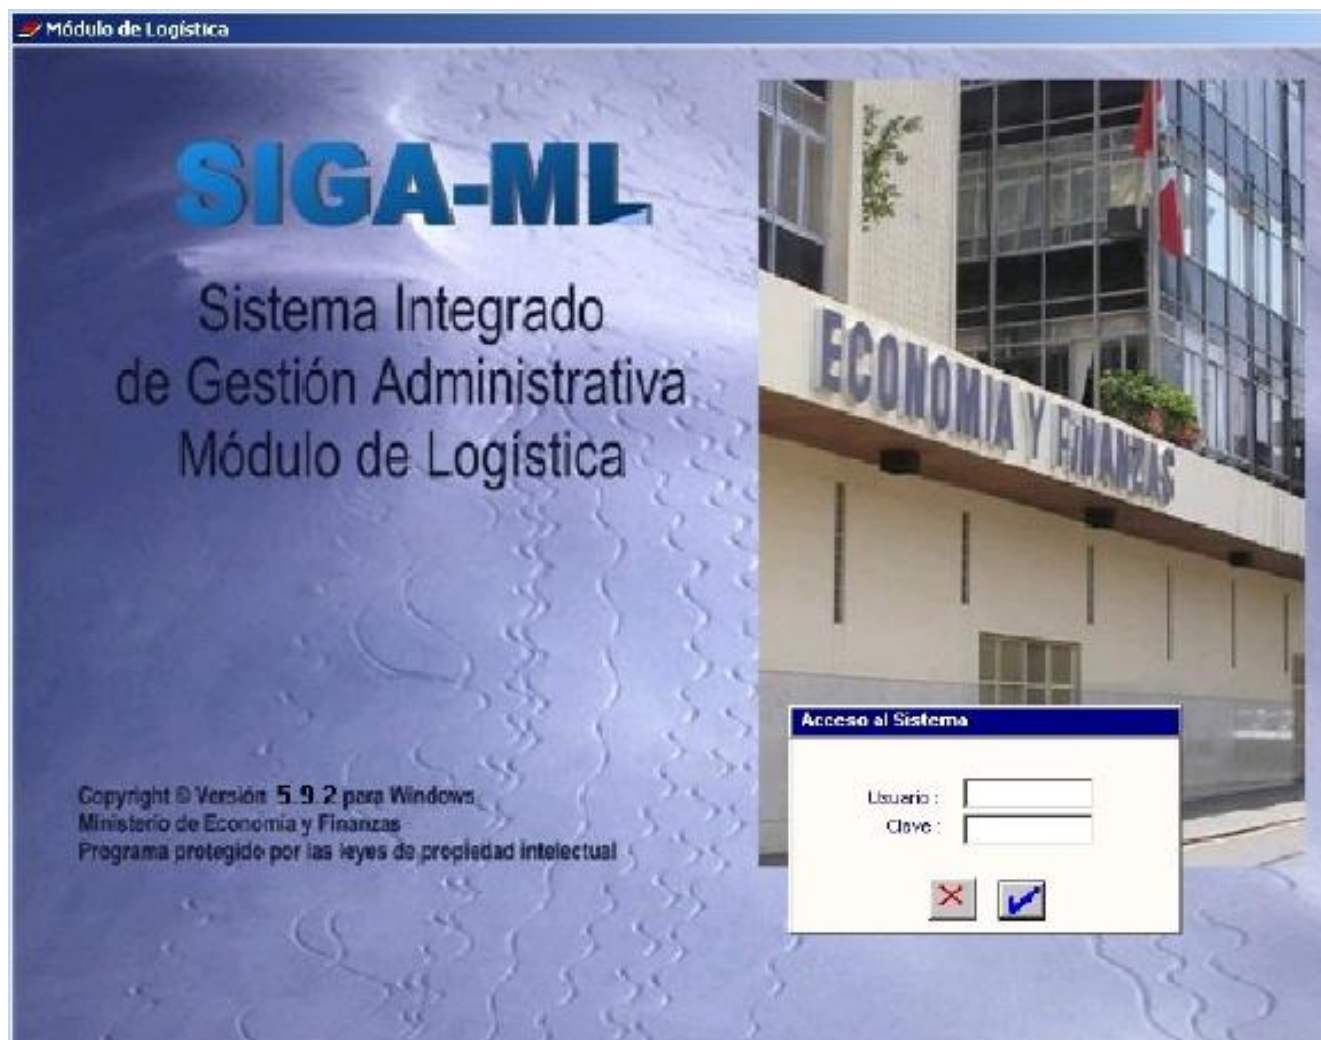 Módulo de Logística
SIGA-ML
Sistema Integrado
de Gestión Administrativa
Módulo de Logística
ECONOMIA Y FINANZAS
Acceso al Sistema
Usuario :
Clave :
Copyright © Versión 5.9.2 para Windows
Ministerio de Economía y Finanzas
Programa protegido por las leyes de propiedad intelectual